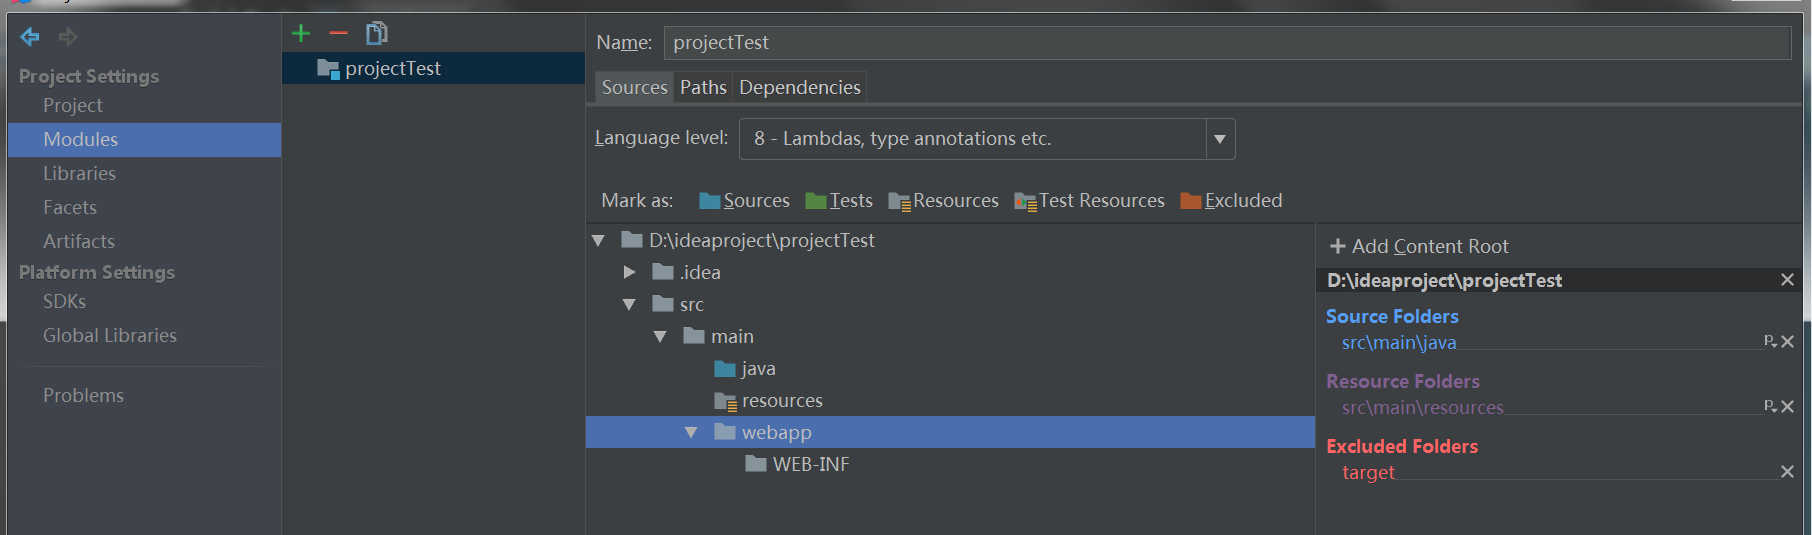 Project Settings
Project
Modules
Libraries
Facets
Artifacts
Platform Settings
SDKs
Global Libraries
Problems
projectTest
Name: projectTest
Sources Paths Dependencies
Language level: 8 - Lambdas, type annotations etc.
Mark as: Sources Tests Resources Test Resources Excluded
D:\ideaproject\projectTest
.idea
src
main
java
resources
webapp
WEB-INF
+ Add Content Root
D:\ideaproject\projectTest
Source Folders
src\main\java
Resource Folders
src\main\resources
Excluded Folders
target